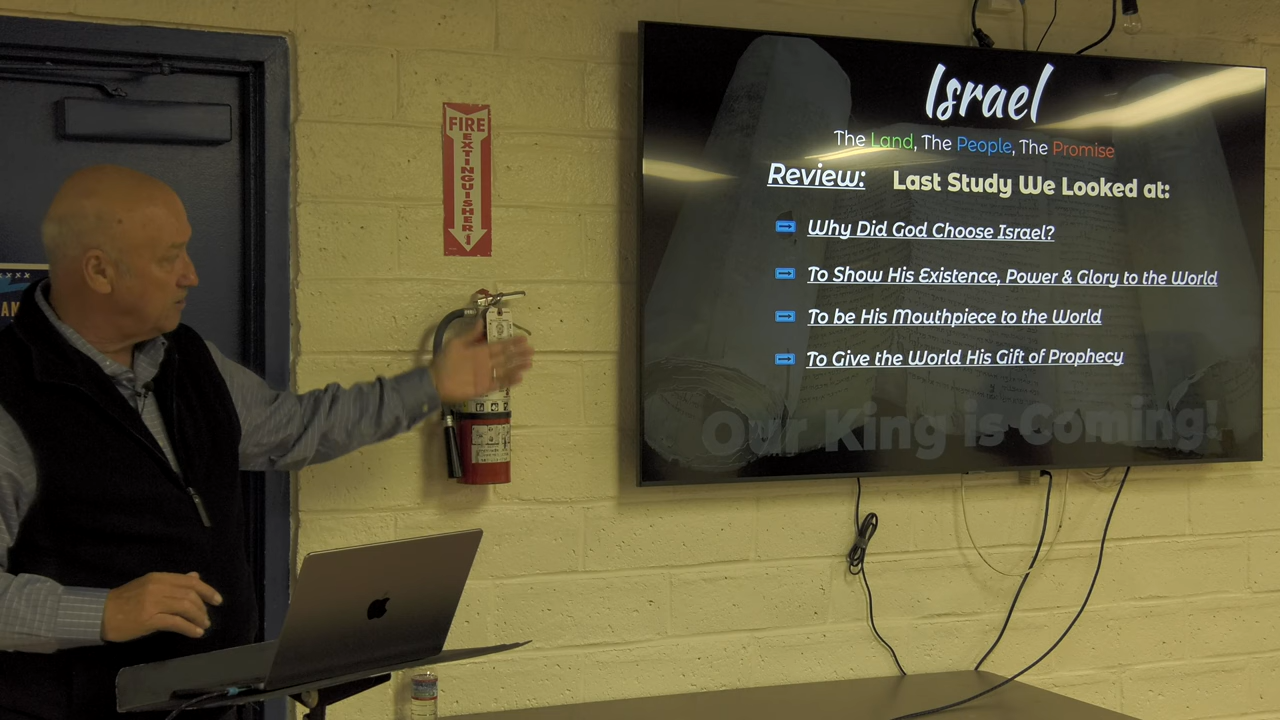 FIRE
EXTINGUISHER
Israel
The Land, The People, The Promise
Review: Last Study We Looked at:
Why Did God Choose Israel?
To Show His Existence, Power & Glory to the World
To be His Mouthpiece to the World
To Give the World His Gift of Prophecy
Our King is Coming!